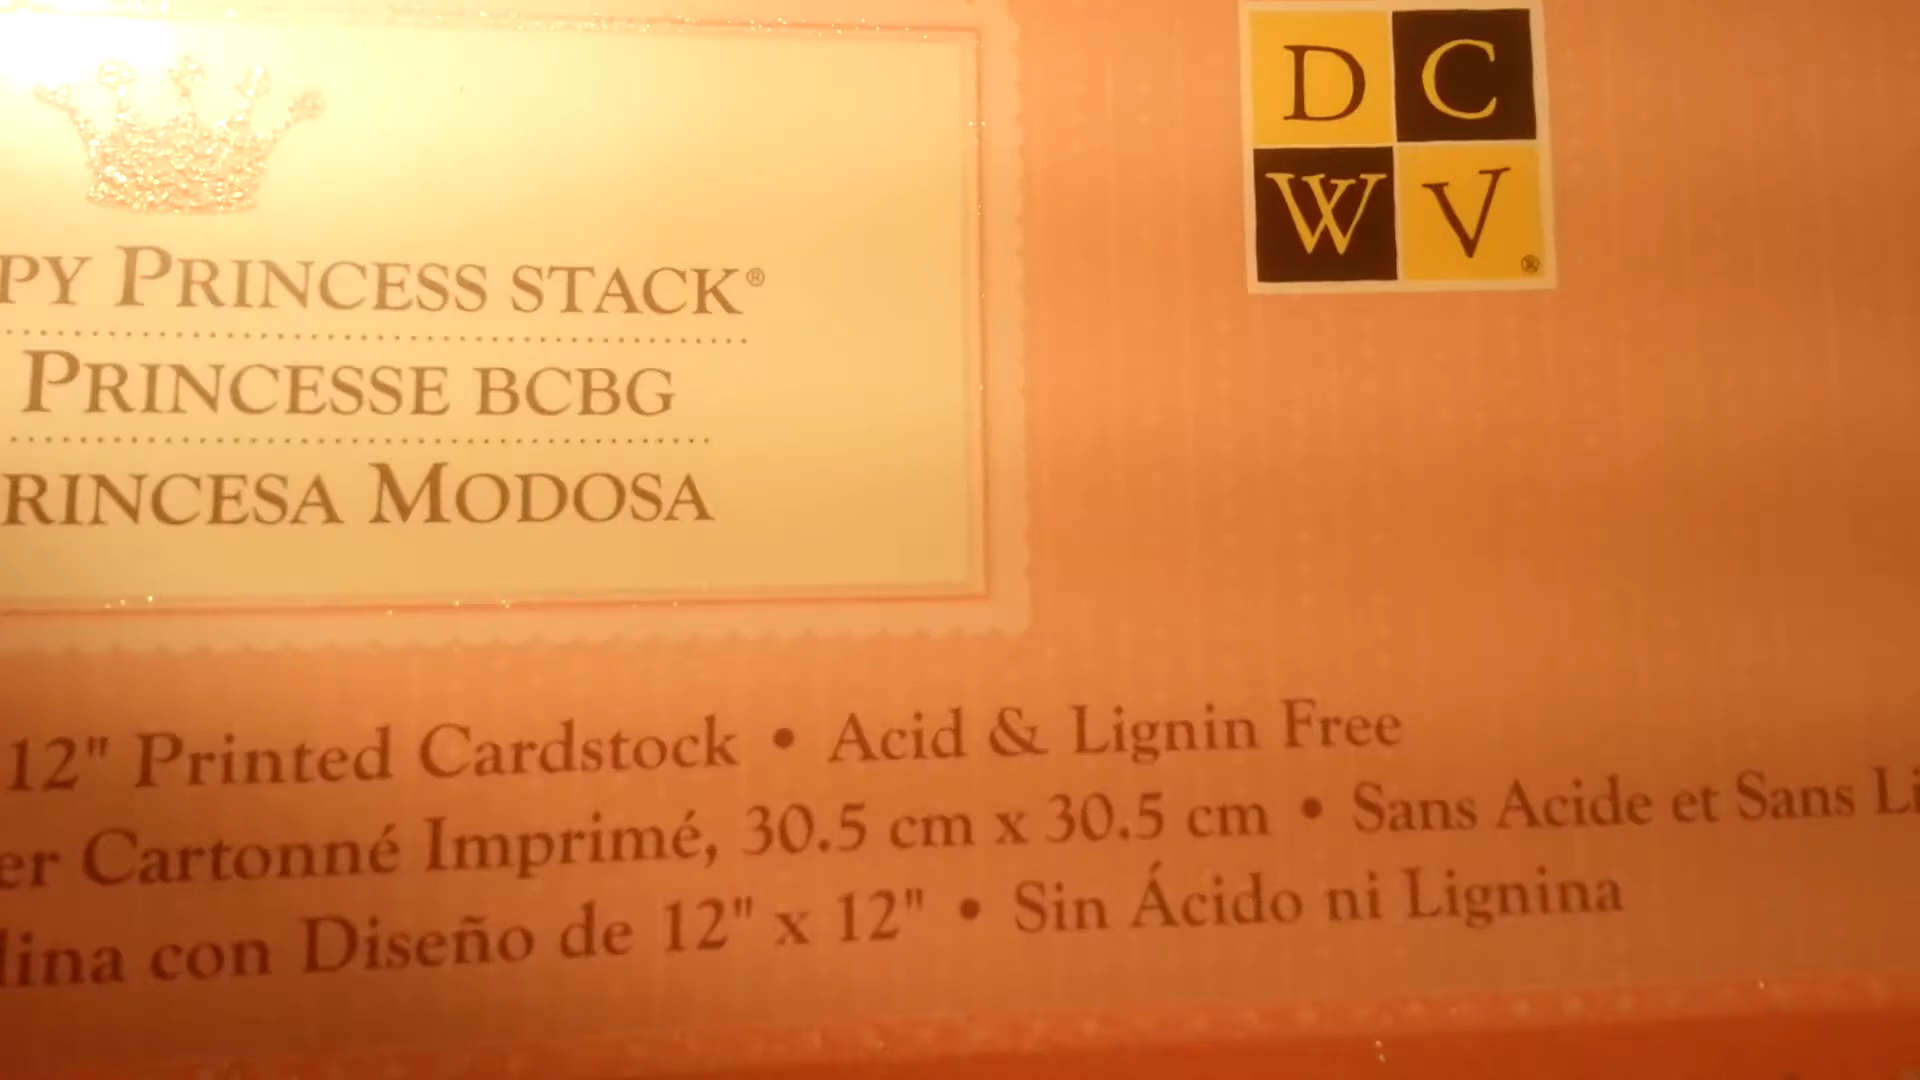 D C
W V ®
PY PRINCESS STACK®
PRINCESSE BCBG
RINCESA MODOSA
12" Printed Cardstock • Acid & Lignin Free
er Cartonné Imprimé, 30.5 cm x 30.5 cm • Sans Acide et Sans Li
lina con Diseño de 12" x 12" • Sin Ácido ni Lignina